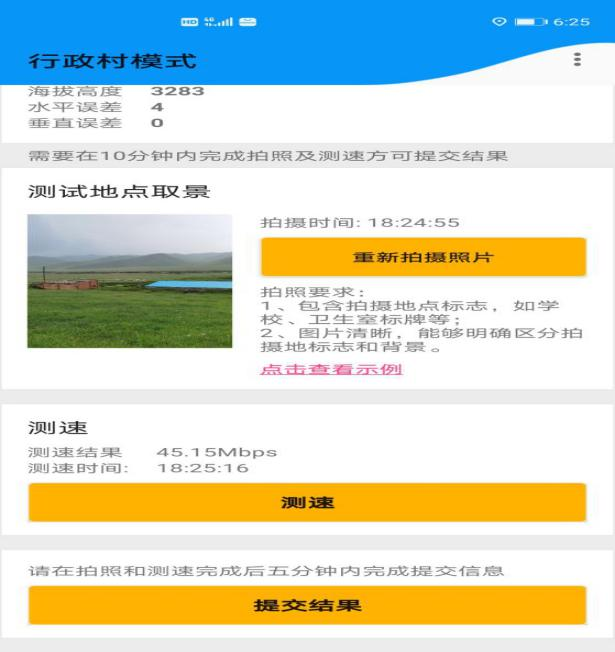 HD 6:25
行政村模式
海拔高度 3283
水平误差 4
垂直误差 0
需要在10分钟内完成拍照及测速方可提交结果
测试地点取景
拍摄时间: 18:24:55
重新拍摄照片
拍照要求:
1、包含拍摄地点标志，如学
校、卫生室标牌等;
2、图片清晰，能够明确区分拍
摄地标志和背景。
点击查看示例
测速
测速结果 45.15Mbps
测速时间: 18:25:16
测速
请在拍照和测速完成后五分钟内完成提交信息
提交结果